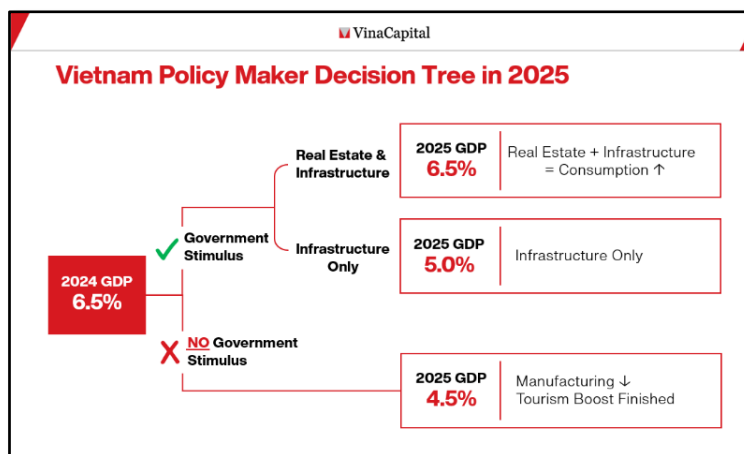 VinaCapital
Vietnam Policy Maker Decision Tree in 2025
Real Estate &
Infrastructure
2025 GDP
6.5%
Real Estate + Infrastructure
= Consumption ↑
Government
Stimulus
Infrastructure
Only
2025 GDP
5.0%
Infrastructure Only
2024 GDP
6.5%
NO Government
Stimulus
2025 GDP
4.5%
Manufacturing ↓
Tourism Boost Finished